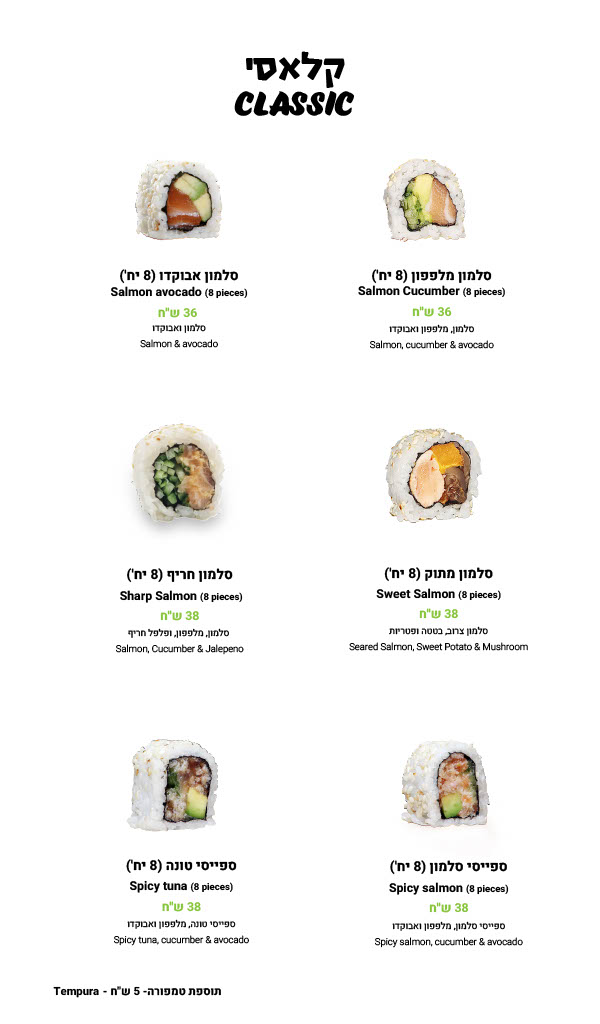 קלאסי
CLASSIC
סלמון אבוקדו (8 יח')
Salmon avocado (8 pieces)
36 ש"ח
סלמון ואבוקדו
Salmon & avocado
סלמון מלפפון (8 יח')
Salmon Cucumber (8 pieces)
36 ש"ח
סלמון, מלפפון ואבוקדו
Salmon, cucumber & avocado
סלמון חריף (8 יח')
Sharp Salmon (8 pieces)
38 ש"ח
סלמון, מלפפון, ופלפל חריף
Salmon, Cucumber & Jalepeno
סלמון מתוק (8 יח')
Sweet Salmon (8 pieces)
38 ש"ח
סלמון צרוב, בטטה ופטריות
Seared Salmon, Sweet Potato & Mushroom
ספייסי טונה (8 יח')
Spicy tuna (8 pieces)
38 ש"ח
ספייסי טונה, מלפפון ואבוקדו
Spicy tuna, cucumber & avocado
ספייסי סלמון (8 יח')
Spicy salmon (8 pieces)
38 ש"ח
ספייסי סלמון, מלפפון ואבוקדו
Spicy salmon, cucumber & avocado
תוספת טמפורה- 5 ש"ח - Tempura